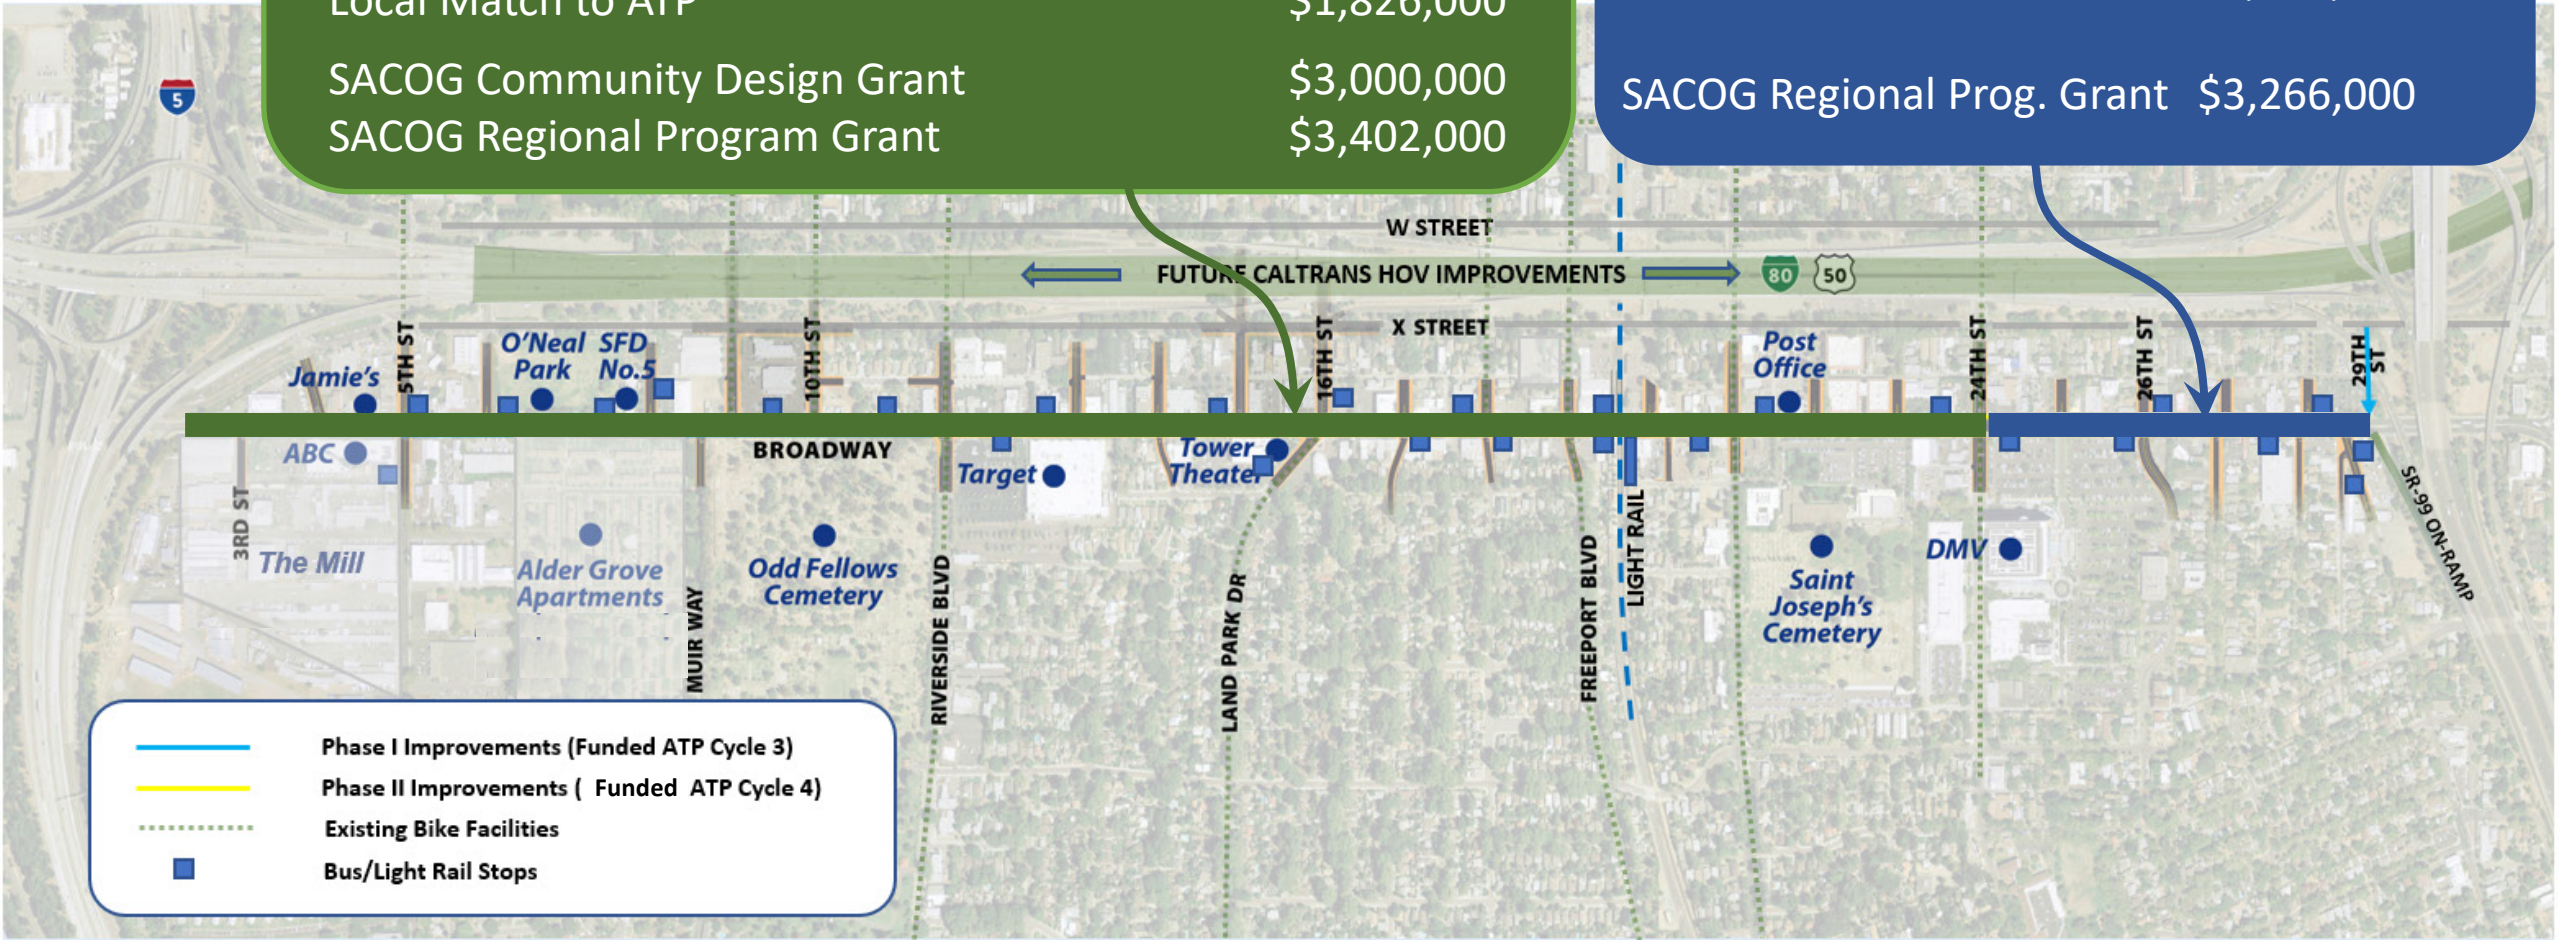 Local Match to ATP $1,826,000
SACOG Community Design Grant $3,000,000
SACOG Regional Program Grant $3,402,000
SACOG Regional Prog. Grant $3,266,000
5
W STREET
FUTURE CALTRANS HOV IMPROVEMENTS
80
50
X STREET
5TH ST
10TH ST
16TH ST
24TH ST
26TH ST
29TH
ST
Jamie's
O'Neal
Park
SFD
No.5
Post
Office
BROADWAY
ABC
Target
Tower
Theater
3RD ST
The Mill
Alder Grove
Apartments
MUIR WAY
Odd Fellows
Cemetery
RIVERSIDE BLVD
LAND PARK DR
FREEPORT BLVD
LIGHT RAIL
Saint
Joseph's
Cemetery
DMV
SR-99 ON-RAMP
Phase I Improvements (Funded ATP Cycle 3)
Phase II Improvements ( Funded ATP Cycle 4)
Existing Bike Facilities
Bus/Light Rail Stops